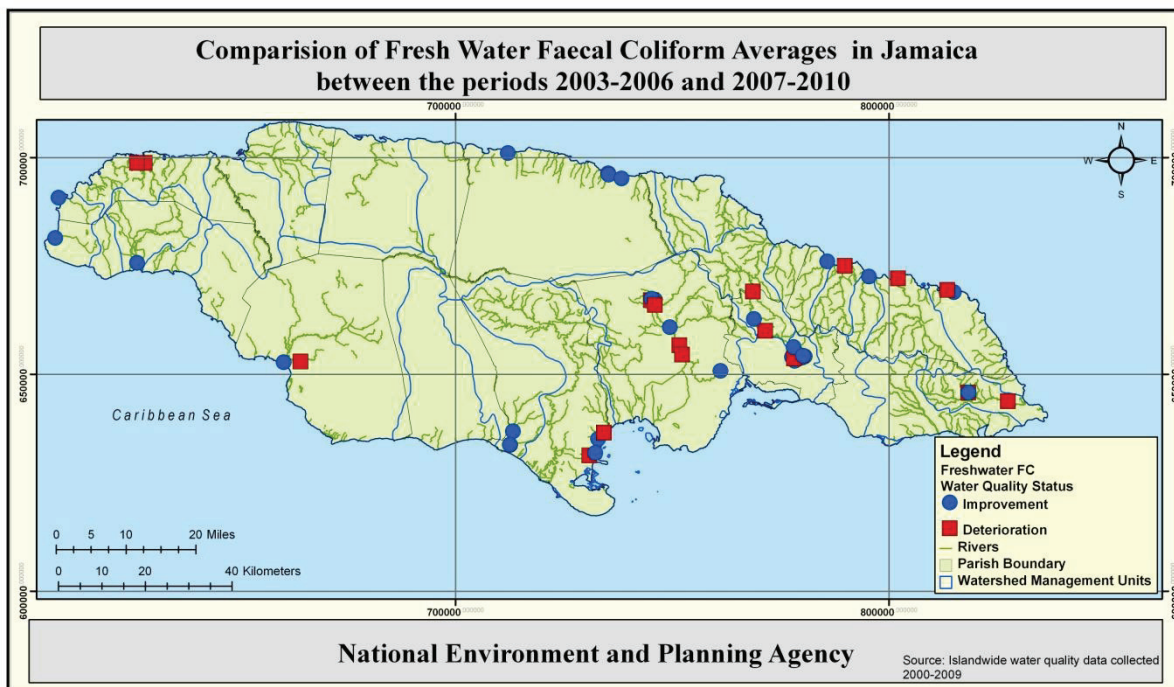 Comparision of Fresh Water Faecal Coliform Averages in Jamaica
between the periods 2003-2006 and 2007-2010
700000
800000
700000
N
W E
S
650000
Caribbean Sea
Legend
Freshwater FC
Water Quality Status
Improvement
Deterioration
Rivers
Parish Boundary
Watershed Management Units
0 5 10 20 Miles
0 10 20 40 Kilometers
600000
700000
800000
National Environment and Planning Agency
Source: Islandwide water quality data collected
2000-2009